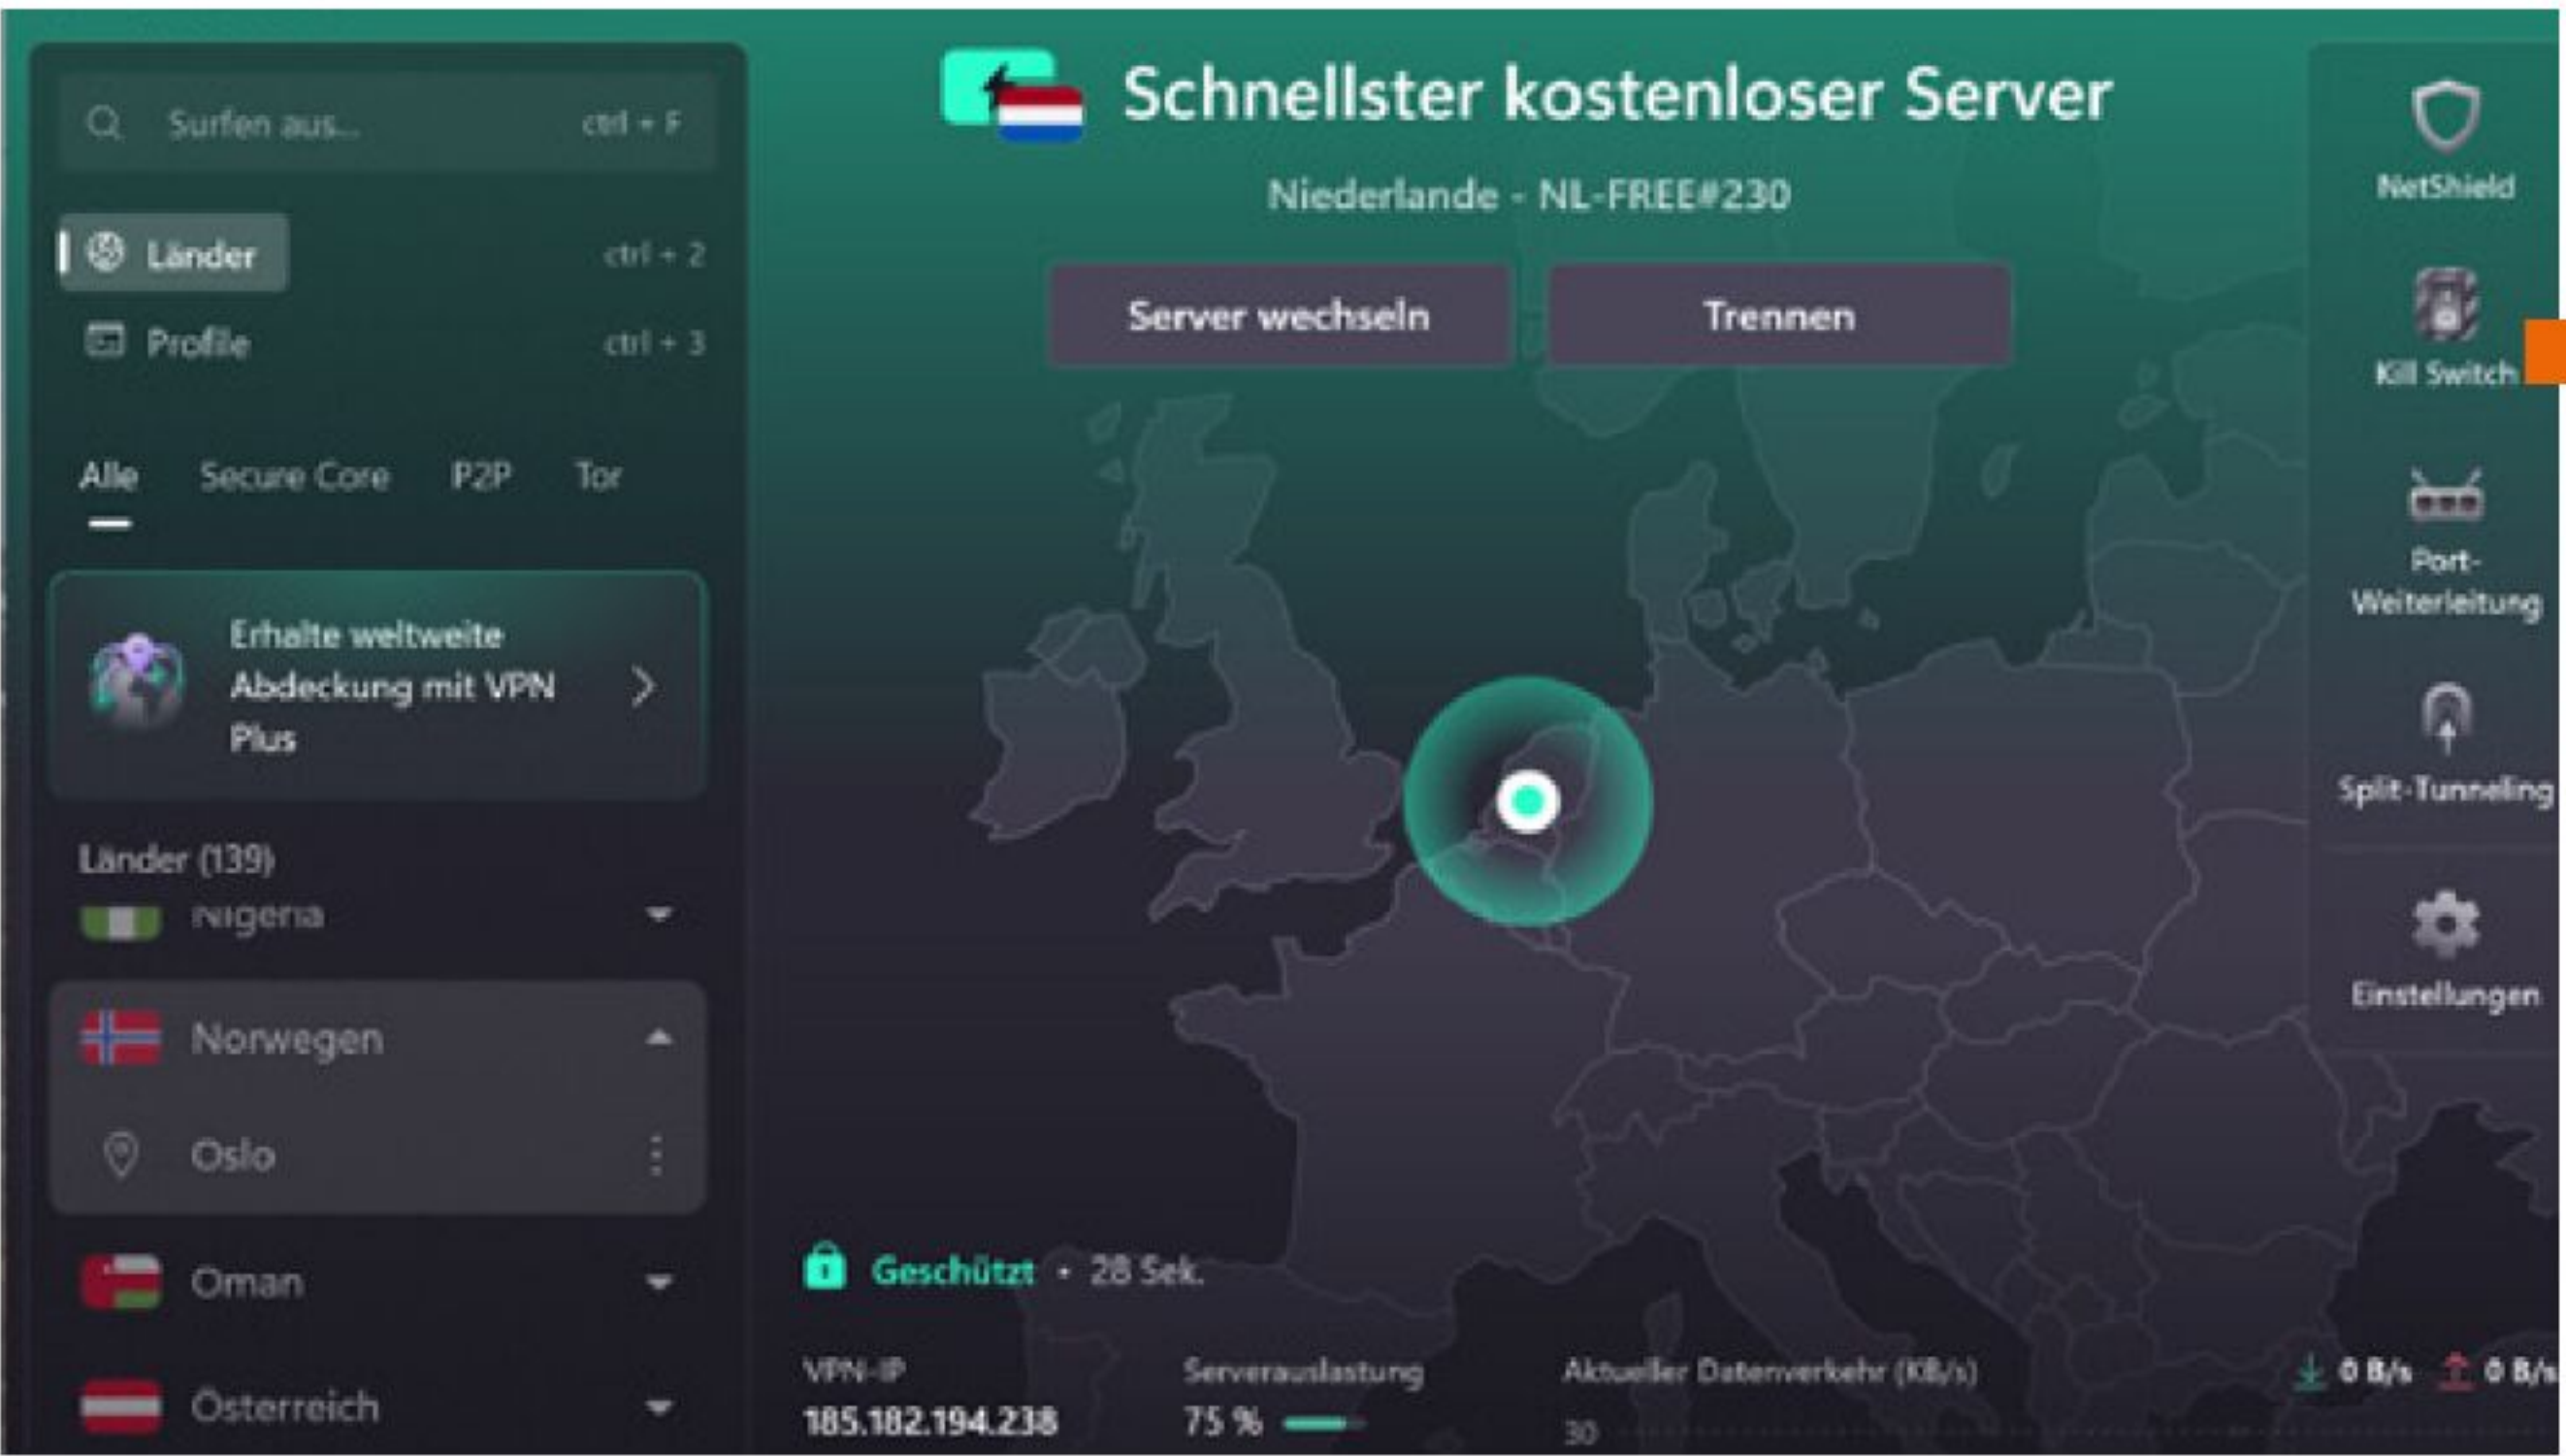 Surfen aus... ctrl + F
Länder ctrl + 2
Profile ctrl + 3
Alle Secure Core P2P Tor
Erhalte weltweite
Abdeckung mit VPN
Plus
Länder (139)
Nigeria
Norwegen
Oslo
Oman
Österreich
Schnellster kostenloser Server
Niederlande - NL-FREE#230
Server wechseln Trennen
Geschützt • 28 Sek.
VPN-IP
185.182.194.238
Serverauslastung
75 %
Aktueller Datenverkehr (KB/s) 0 B/s 0 B/s
30
NetShield
Kill Switch
Port-
Weiterleitung
Split-Tunneling
Einstellungen